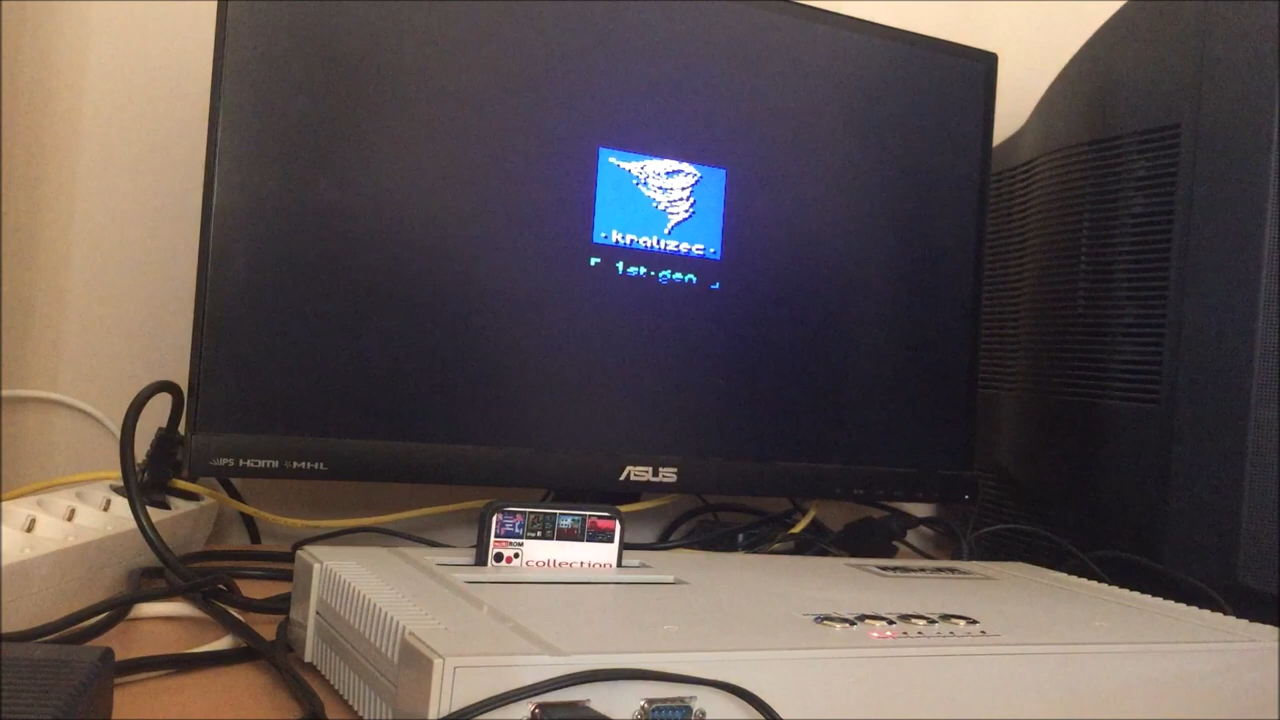 · kralizec ·
1st·gen
IPS HDMI MHL
ASUS
ROM
collection